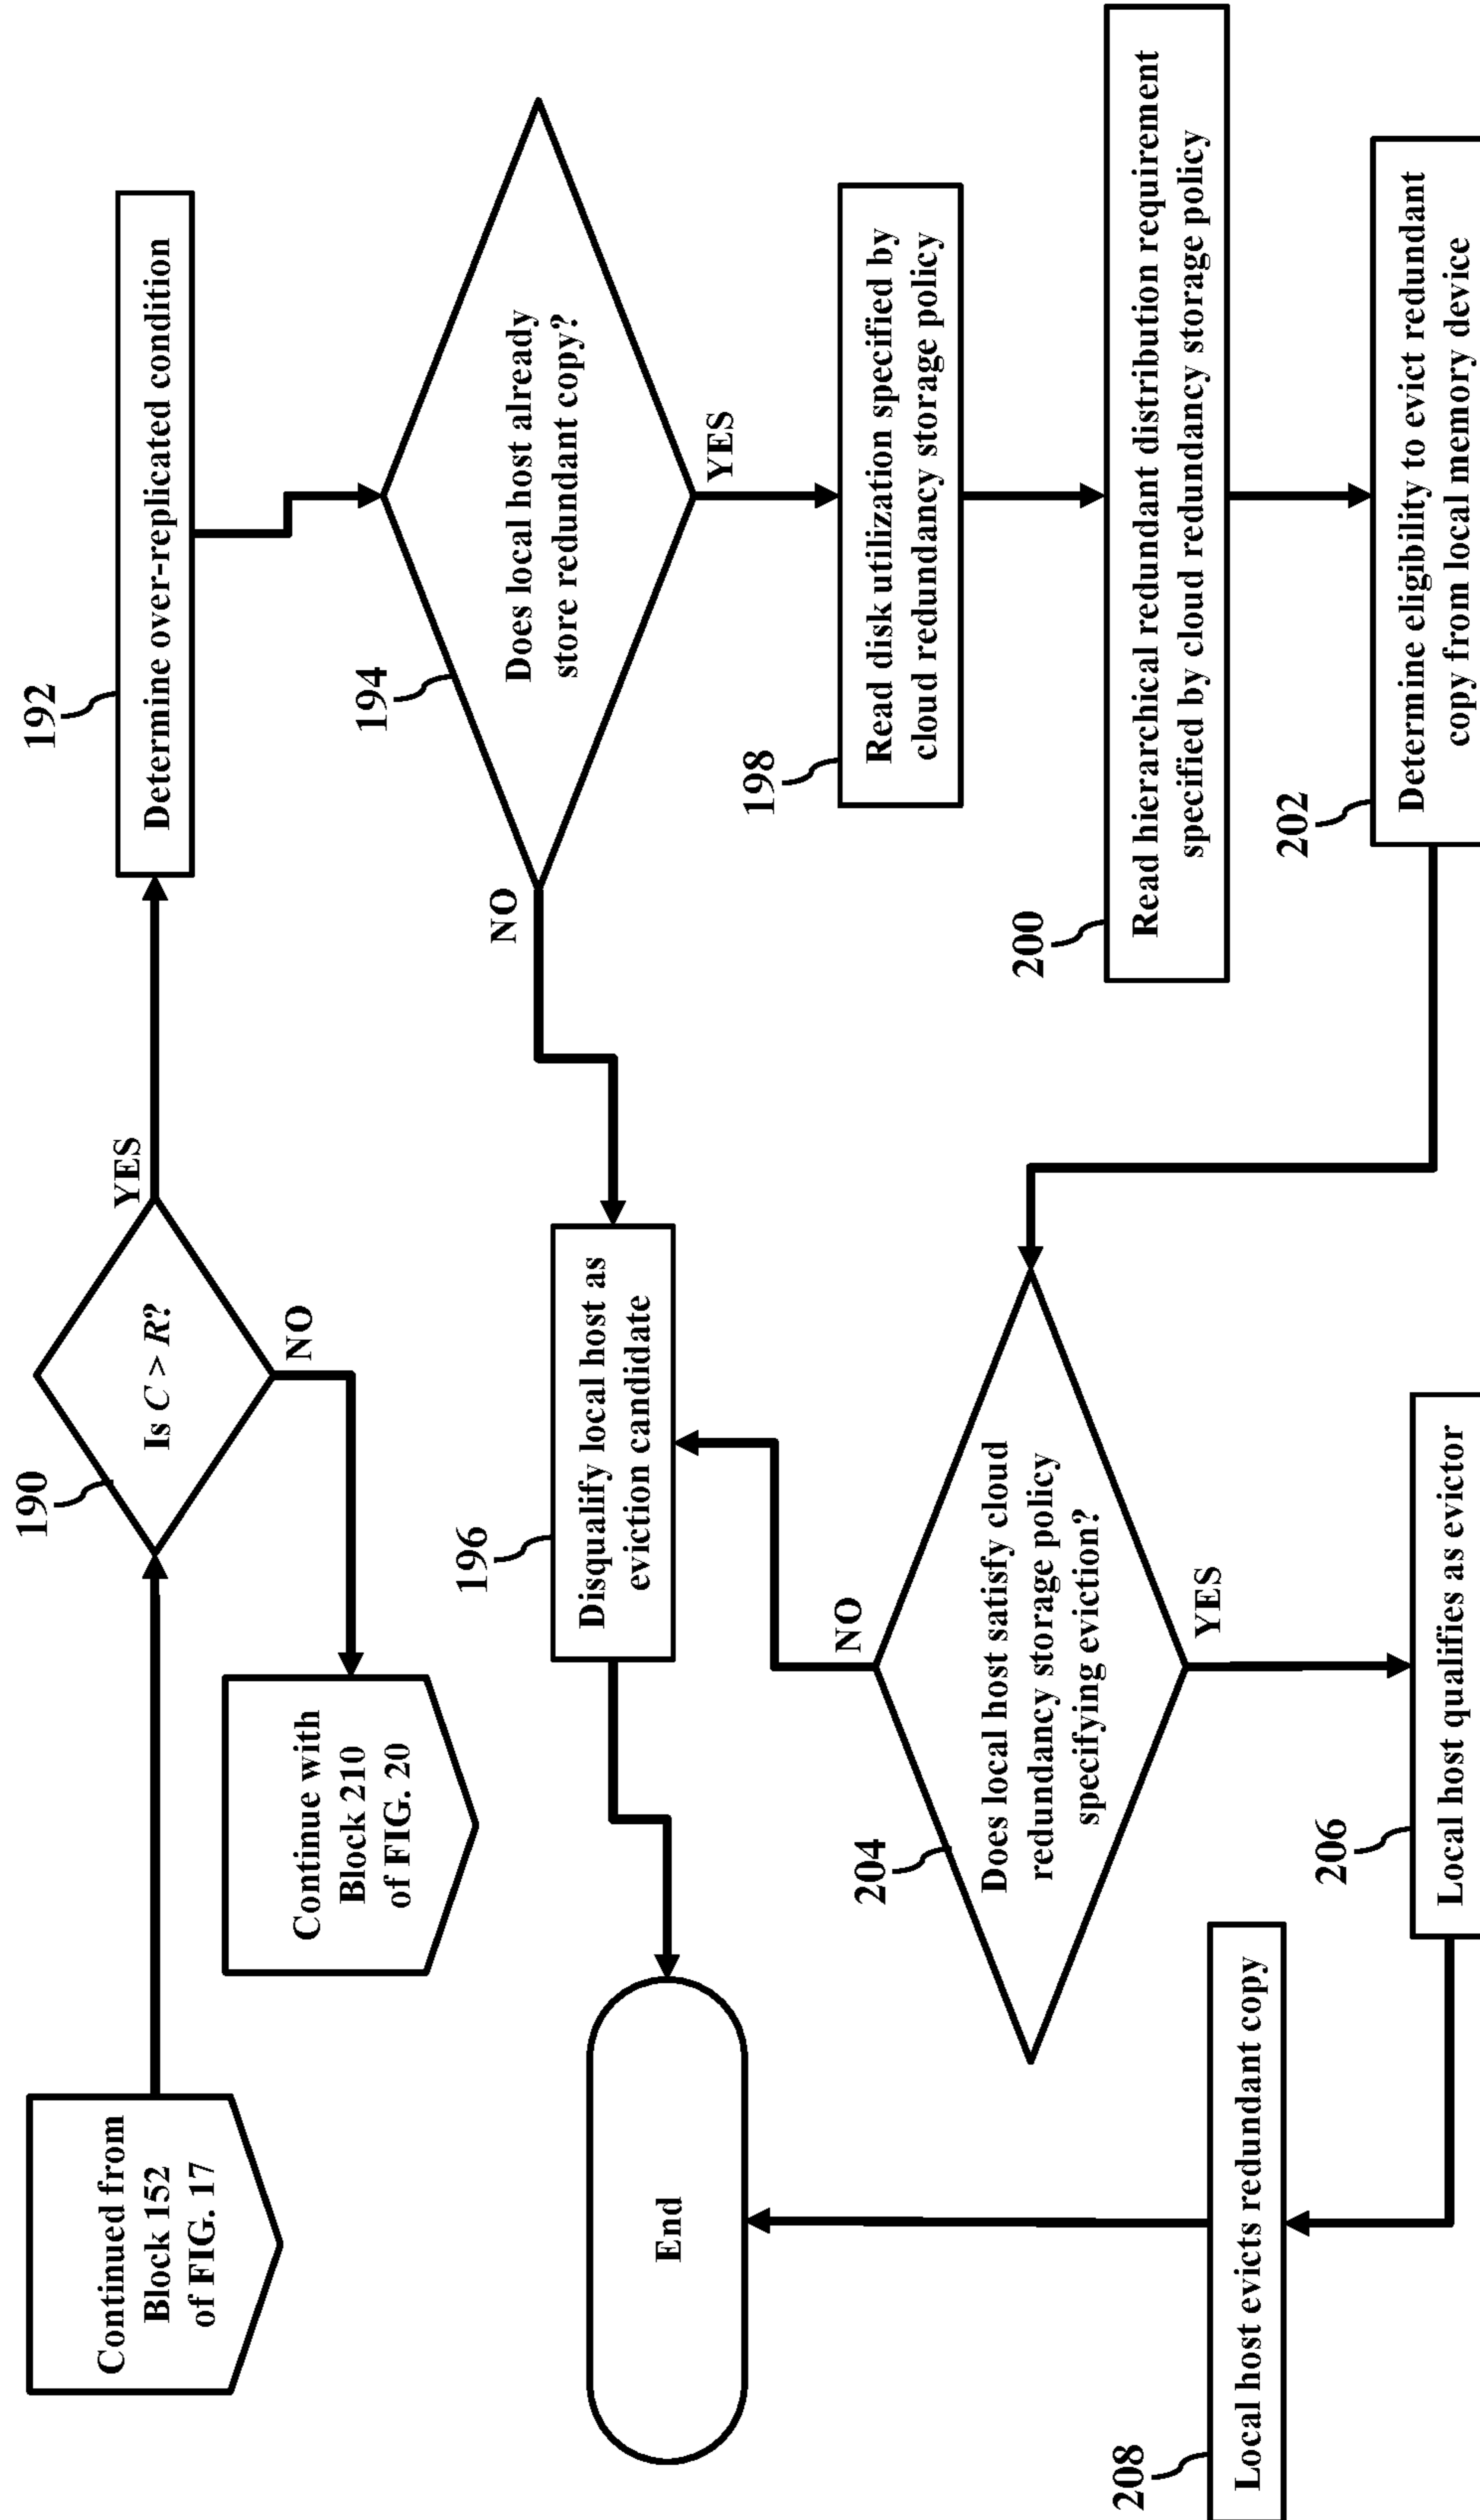 Continued from
Block 152
of FIG. 17
190
Is C > R?
YES
NO
Continue with
Block 210
of FIG. 20
192
Determine over-replicated condition
194
Does local host already
store redundant copy?
NO
YES
196
Disqualify local host as
eviction candidate
198
Read disk utilization specified by
cloud redundancy storage policy
200
Read hierarchical redundant distribution requirement
specified by cloud redundancy storage policy
202
Determine eligibility to evict redundant
copy from local memory device
204
Does local host satisfy cloud
redundancy storage policy
specifying eviction?
NO
YES
206
Local host qualifies as evictor
208
Local host evicts redundant copy
End